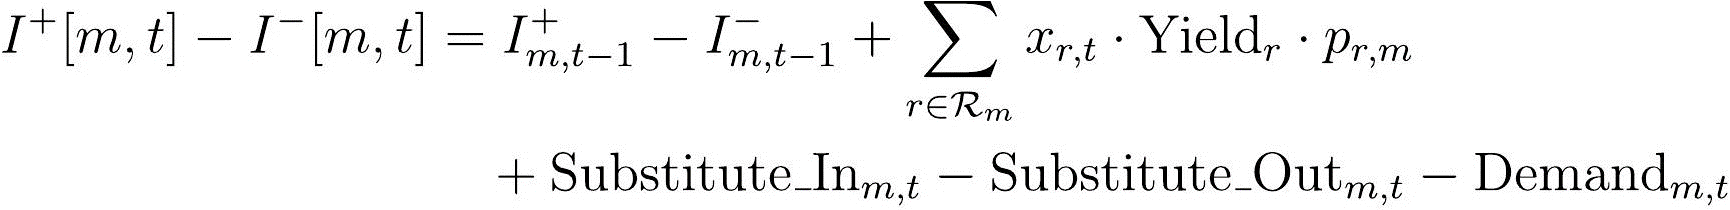 I⁺[m, t] − I⁻[m, t] = I⁺_{m,t−1} − I⁻_{m,t−1} + ∑_{r∈ℛ_m} x_{r,t} · Yield_r · p_{r,m}
+ Substitute_In_{m,t} − Substitute_Out_{m,t} − Demand_{m,t}